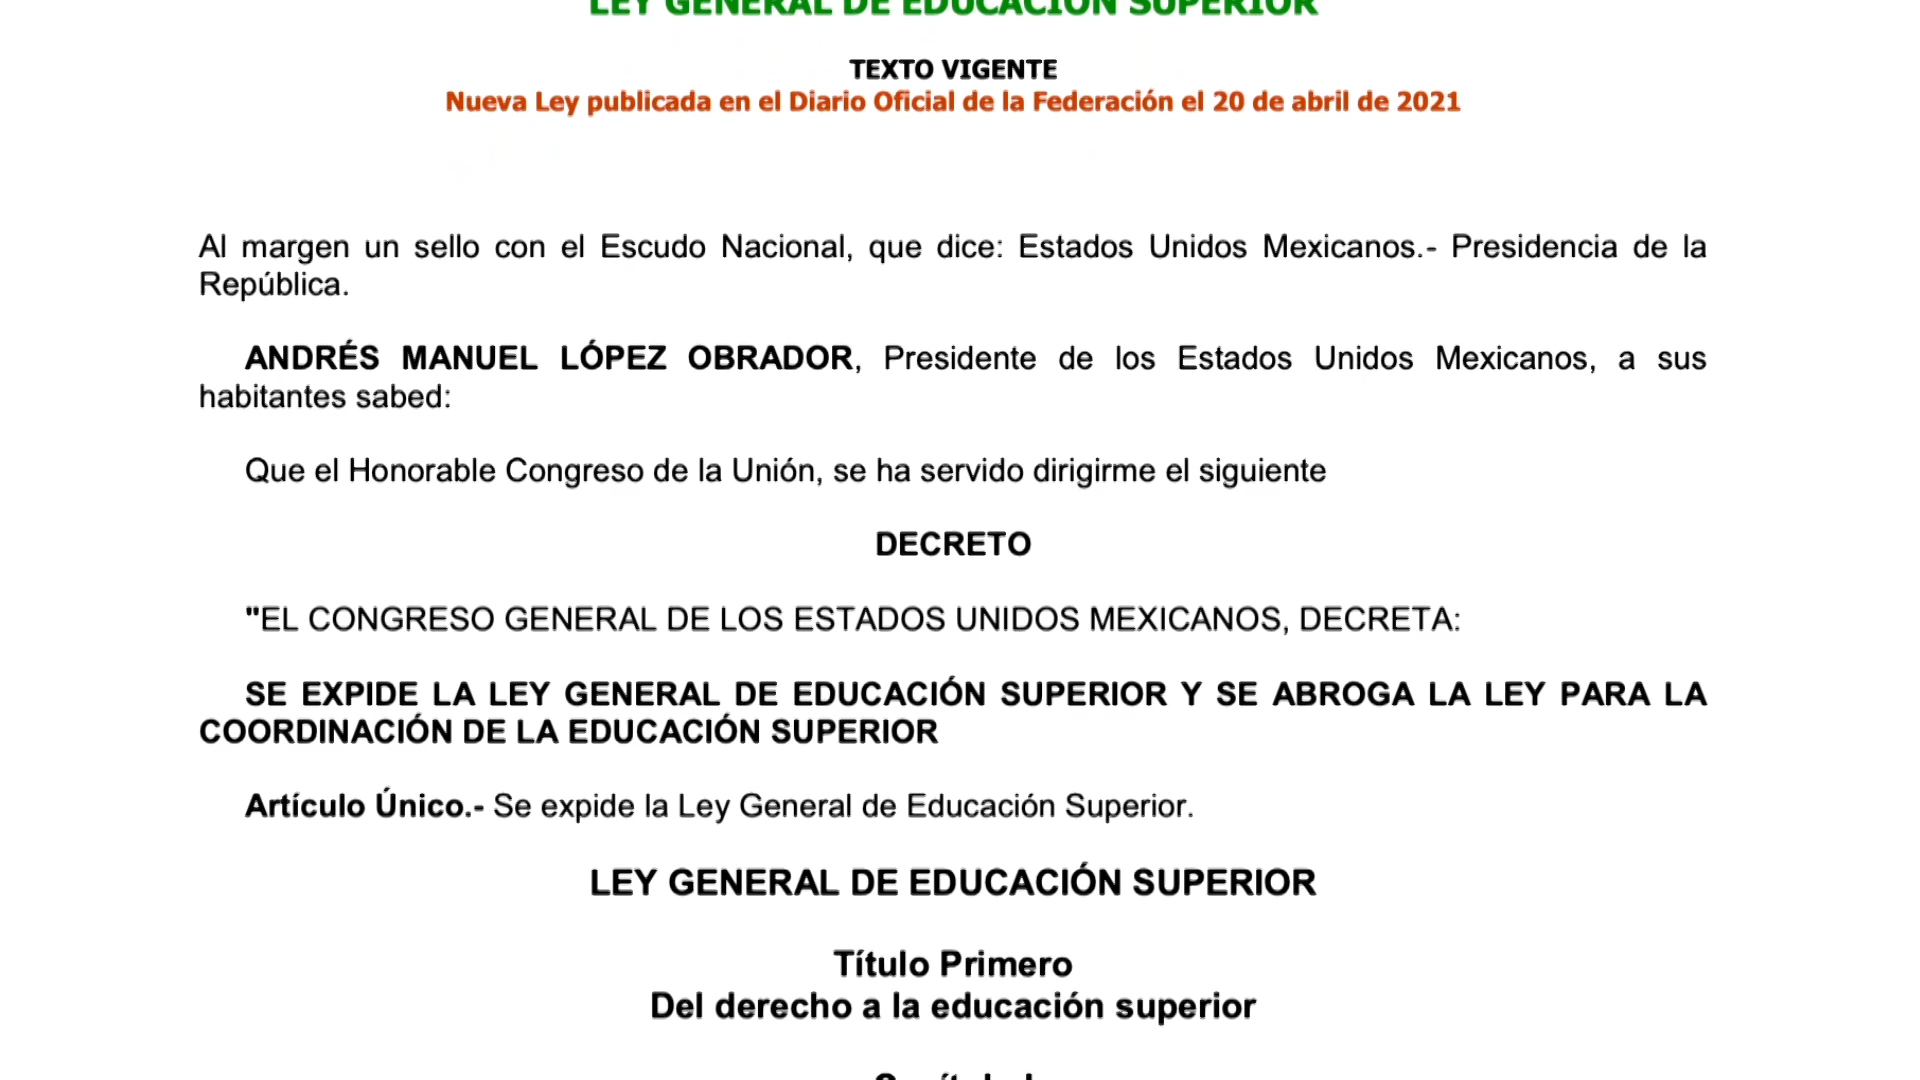 LEY GENERAL DE EDUCACIÓN SUPERIOR
TEXTO VIGENTE
Nueva Ley publicada en el Diario Oficial de la Federación el 20 de abril de 2021
Al margen un sello con el Escudo Nacional, que dice: Estados Unidos Mexicanos.- Presidencia de la
República.
ANDRÉS MANUEL LÓPEZ OBRADOR, Presidente de los Estados Unidos Mexicanos, a sus
habitantes sabed:
Que el Honorable Congreso de la Unión, se ha servido dirigirme el siguiente
DECRETO
"EL CONGRESO GENERAL DE LOS ESTADOS UNIDOS MEXICANOS, DECRETA:
SE EXPIDE LA LEY GENERAL DE EDUCACIÓN SUPERIOR Y SE ABROGA LA LEY PARA LA
COORDINACIÓN DE LA EDUCACIÓN SUPERIOR
Artículo Único.- Se expide la Ley General de Educación Superior.
LEY GENERAL DE EDUCACIÓN SUPERIOR
Título Primero
Del derecho a la educación superior